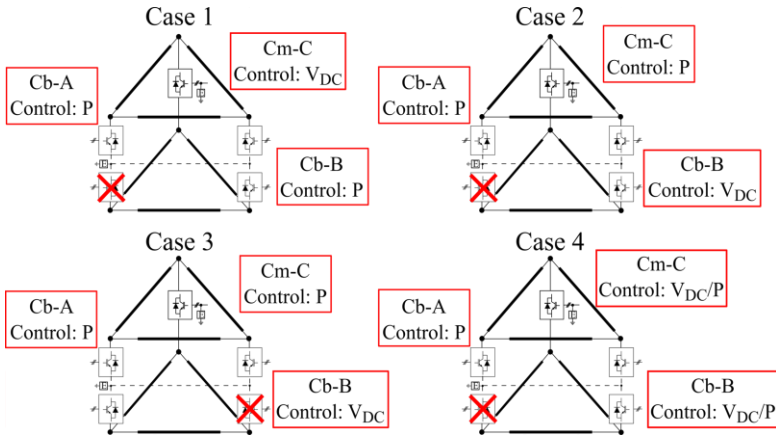 Case 1
Cm-C
Control: V_DC
Cb-A
Control: P
Cb-B
Control: P
Case 2
Cm-C
Control: P
Cb-A
Control: P
Cb-B
Control: V_DC
Case 3
Cm-C
Control: P
Cb-A
Control: P
Cb-B
Control: V_DC
Case 4
Cm-C
Control: V_DC/P
Cb-A
Control: P
Cb-B
Control: V_DC/P